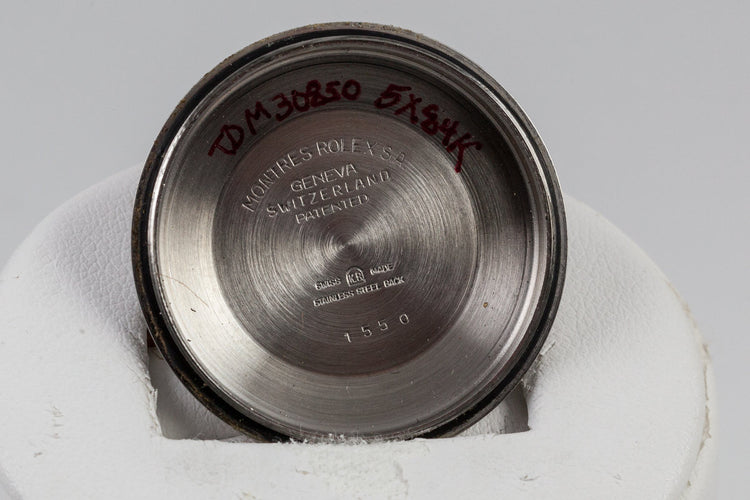 TDM30850 5X84K
MONTRES ROLEX S.A.
GENEVA
SWITZERLAND
PATENTED
SWISS MADE
STAINLESS STEEL BACK
1550